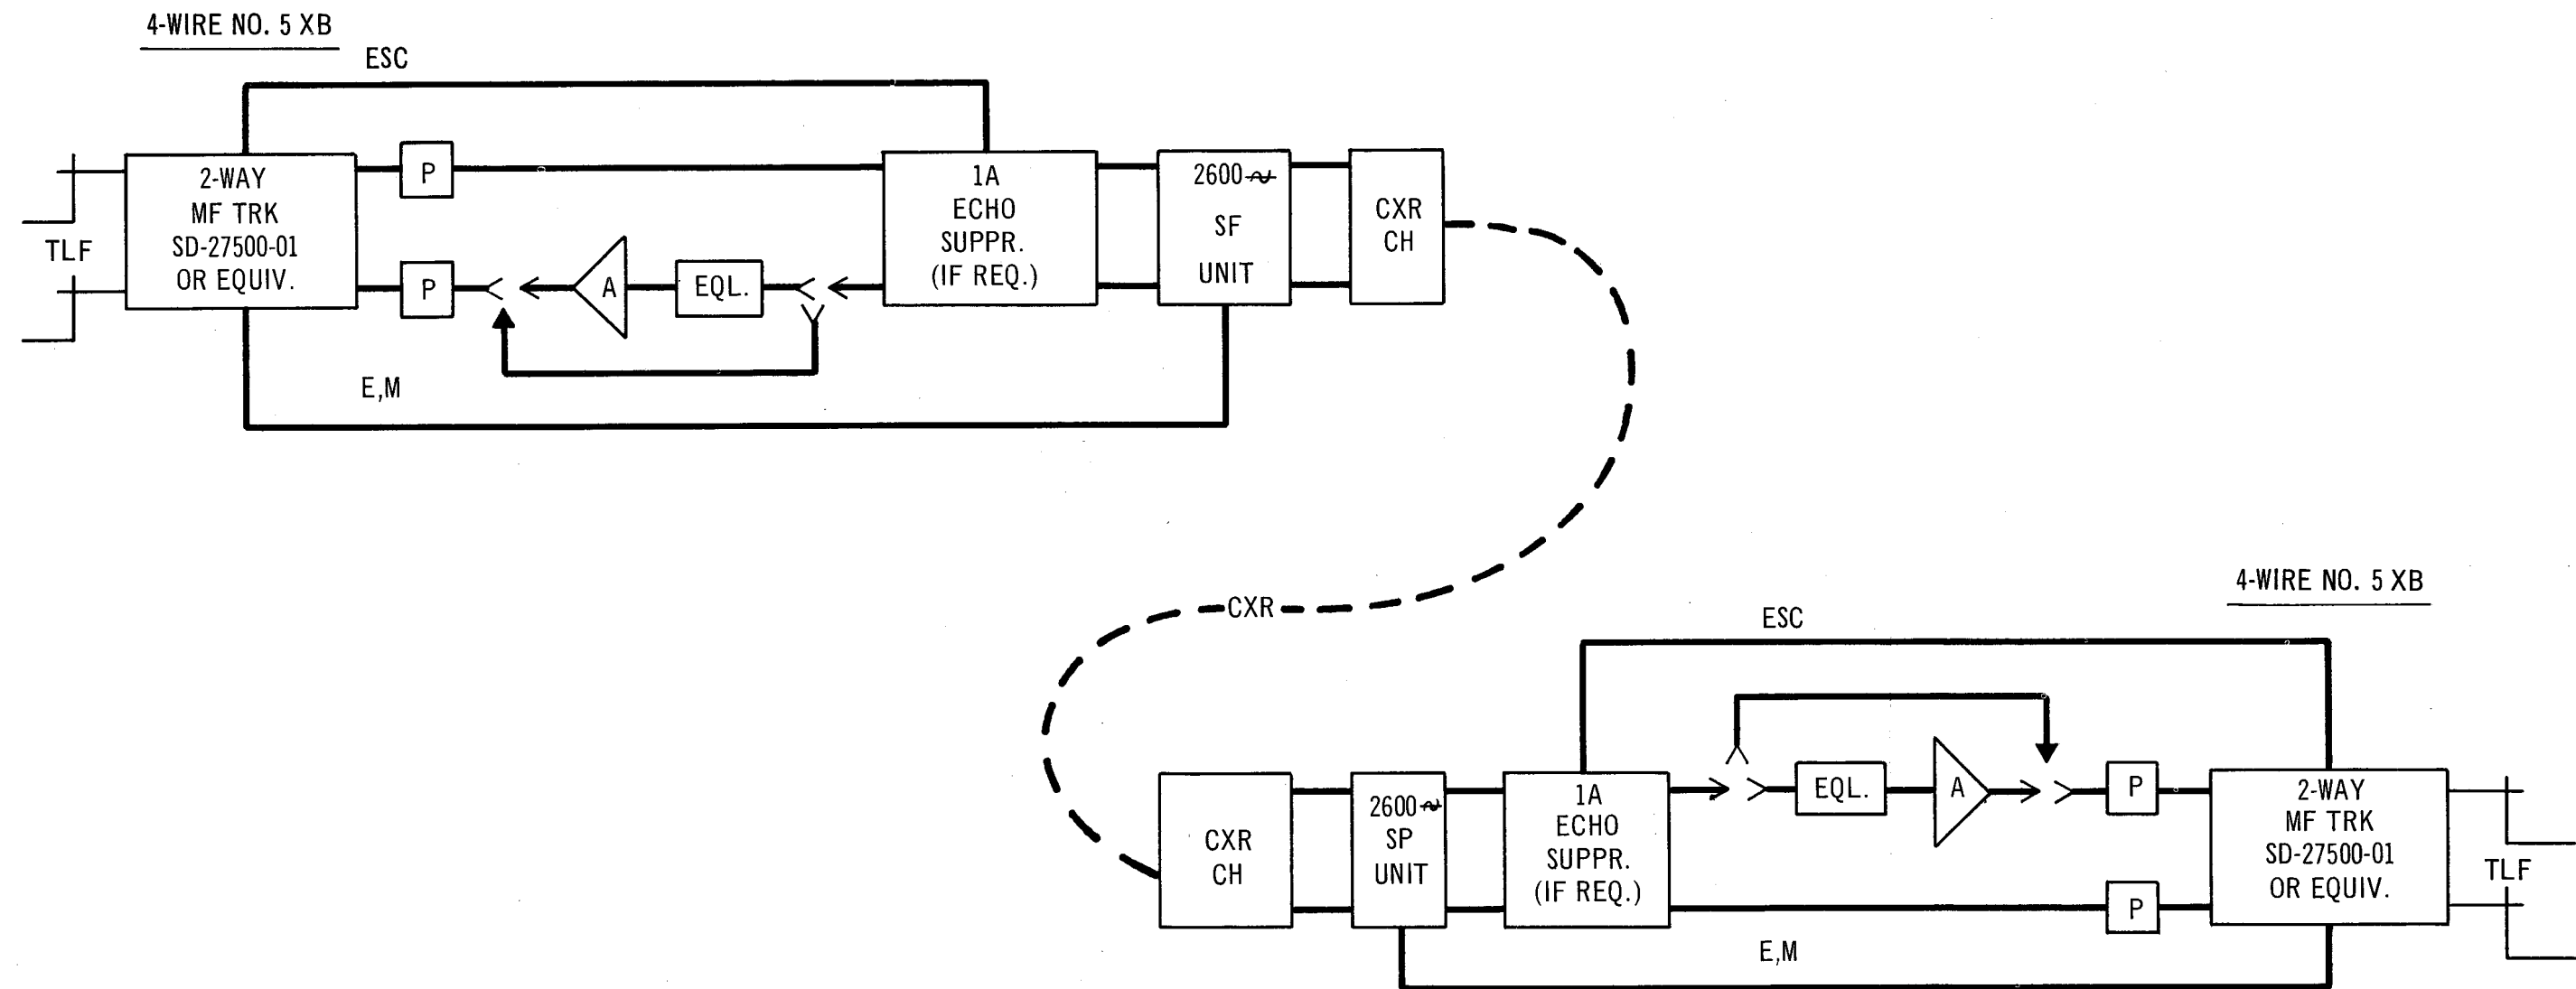 4-WIRE NO. 5 XB
ESC
TLF
2-WAY
MF TRK
SD-27500-01
OR EQUIV.
P
P
A
EQL.
1A
ECHO
SUPPR.
(IF REQ.)
2600~
SF
UNIT
CXR
CH
E,M
CXR
4-WIRE NO. 5 XB
ESC
CXR
CH
2600~
SP
UNIT
1A
ECHO
SUPPR.
(IF REQ.)
EQL.
A
P
P
2-WAY
MF TRK
SD-27500-01
OR EQUIV.
TLF
E,M